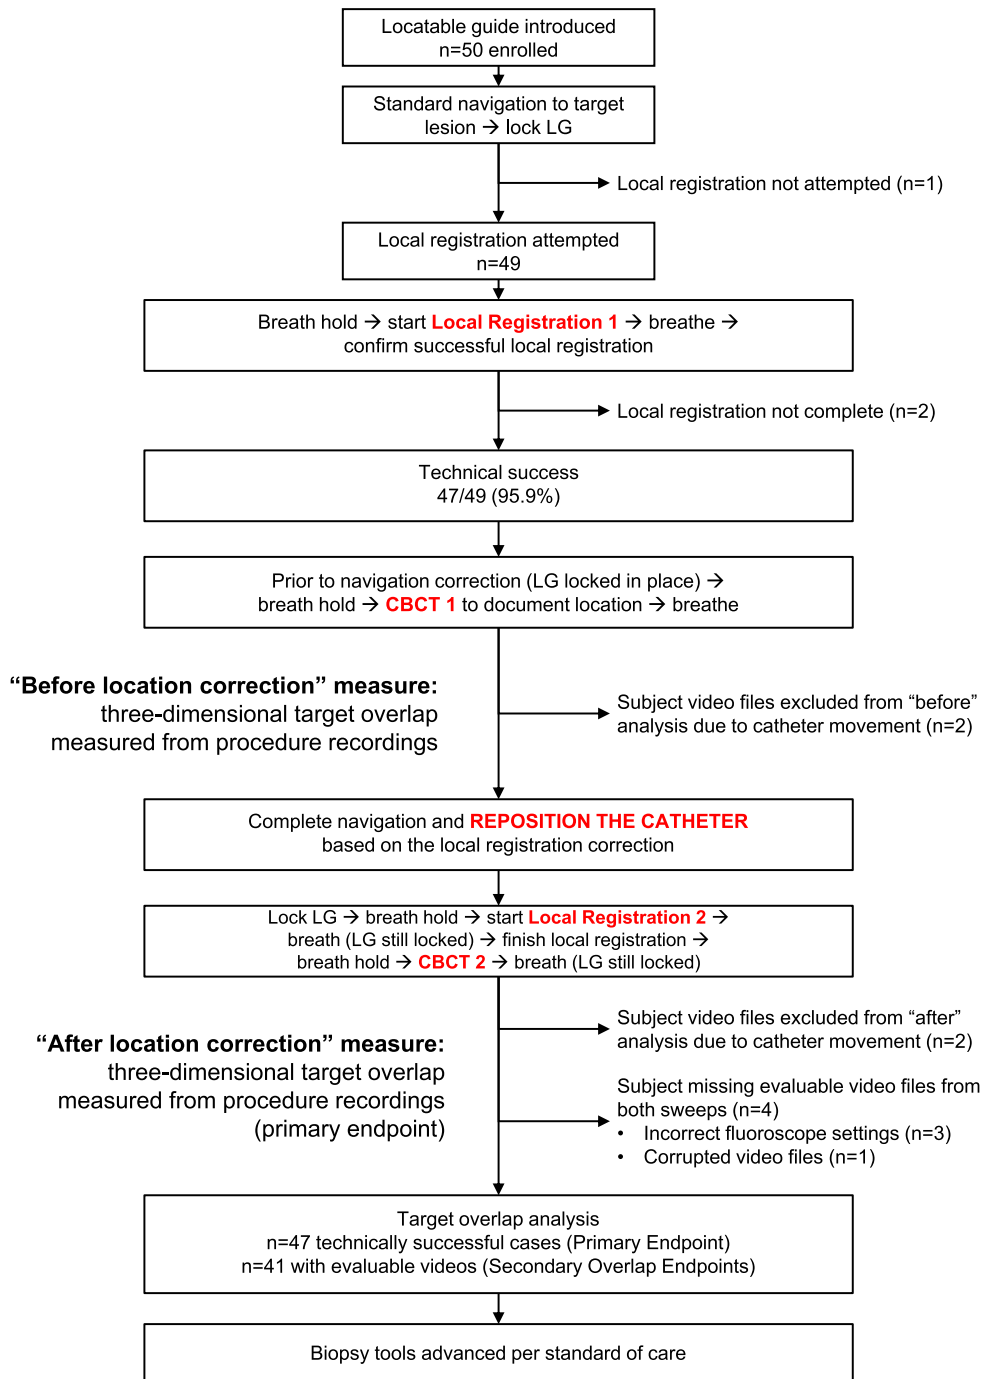 Locatable guide introduced
n=50 enrolled
Standard navigation to target
lesion → lock LG
Local registration not attempted (n=1)
Local registration attempted
n=49
Breath hold → start Local Registration 1 → breathe →
confirm successful local registration
Local registration not complete (n=2)
Technical success
47/49 (95.9%)
Prior to navigation correction (LG locked in place) →
breath hold → CBCT 1 to document location → breathe
“Before location correction” measure:
three-dimensional target overlap
measured from procedure recordings
Subject video files excluded from “before”
analysis due to catheter movement (n=2)
Complete navigation and REPOSITION THE CATHETER
based on the local registration correction
Lock LG → breath hold → start Local Registration 2 →
breath (LG still locked) → finish local registration →
breath hold → CBCT 2 → breath (LG still locked)
“After location correction” measure:
three-dimensional target overlap
measured from procedure recordings
(primary endpoint)
Subject video files excluded from “after”
analysis due to catheter movement (n=2)
Subject missing evaluable video files from
both sweeps (n=4)
• Incorrect fluoroscope settings (n=3)
• Corrupted video files (n=1)
Target overlap analysis
n=47 technically successful cases (Primary Endpoint)
n=41 with evaluable videos (Secondary Overlap Endpoints)
Biopsy tools advanced per standard of care